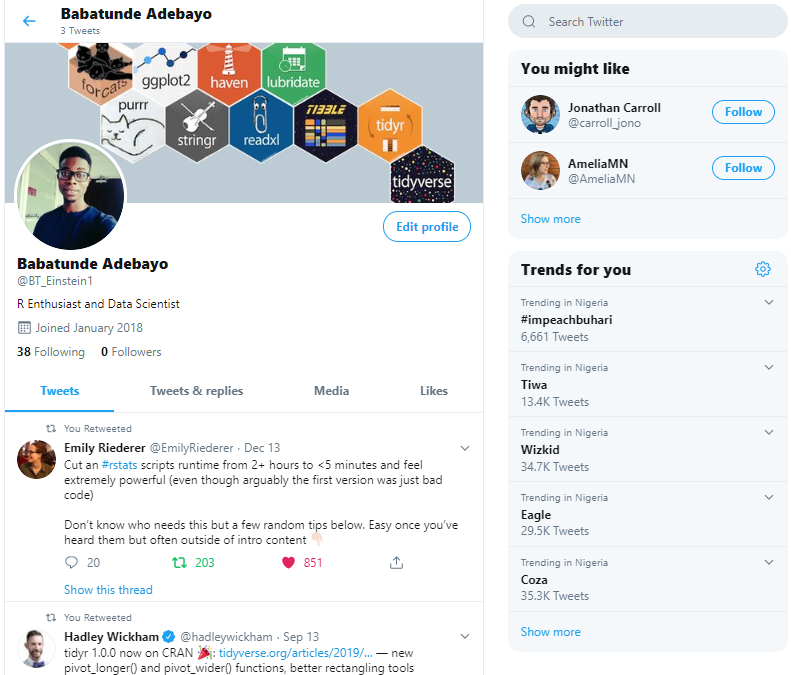 Babatunde Adebayo
3 Tweets
forcats
ggplot2
haven
lubridate
purrr
stringr
readxl
TIBBLE
tidyr
tidyverse
Edit profile
Babatunde Adebayo
@BT_Einstein1
R Enthusiast and Data Scientist
Joined January 2018
38 Following 0 Followers
Tweets Tweets & replies Media Likes
You Retweeted
Emily Riederer @EmilyRiederer · Dec 13
Cut an #rstats scripts runtime from 2+ hours to <5 minutes and feel
extremely powerful (even though arguably the first version was just bad
code)
Don't know who needs this but a few random tips below. Easy once you've
heard them but often outside of intro content 👇🏻
20 203 851
Show this thread
You Retweeted
Hadley Wickham @hadleywickham · Sep 13
tidyr 1.0.0 now on CRAN 🎉: tidyverse.org/articles/2019/... — new
pivot_longer() and pivot_wider() functions, better rectangling tools
Search Twitter
You might like
Jonathan Carroll
@carroll_jono
Follow
AmeliaMN
@AmeliaMN
Follow
Show more
Trends for you
Trending in Nigeria
#impeachbuhari
6,661 Tweets
Trending in Nigeria
Tiwa
13.4K Tweets
Trending in Nigeria
Wizkid
34.7K Tweets
Trending in Nigeria
Eagle
29.5K Tweets
Trending in Nigeria
Coza
35.3K Tweets
Show more